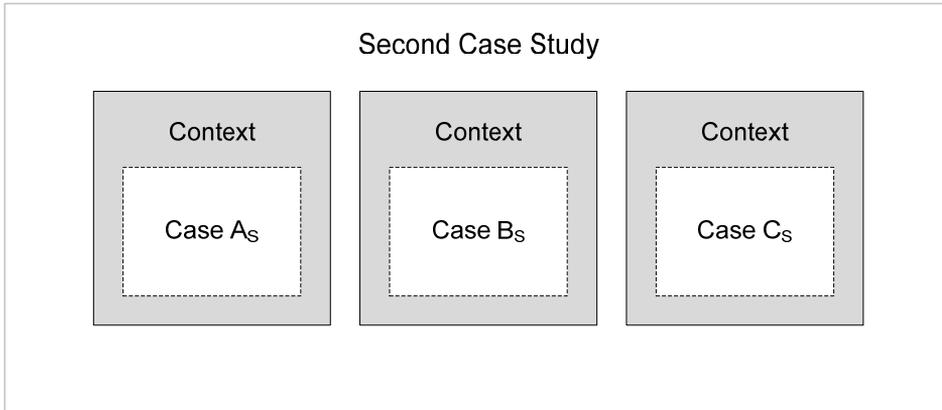 Second Case Study
Context
Context
Context
Case Aₛ
Case Bₛ
Case Cₛ